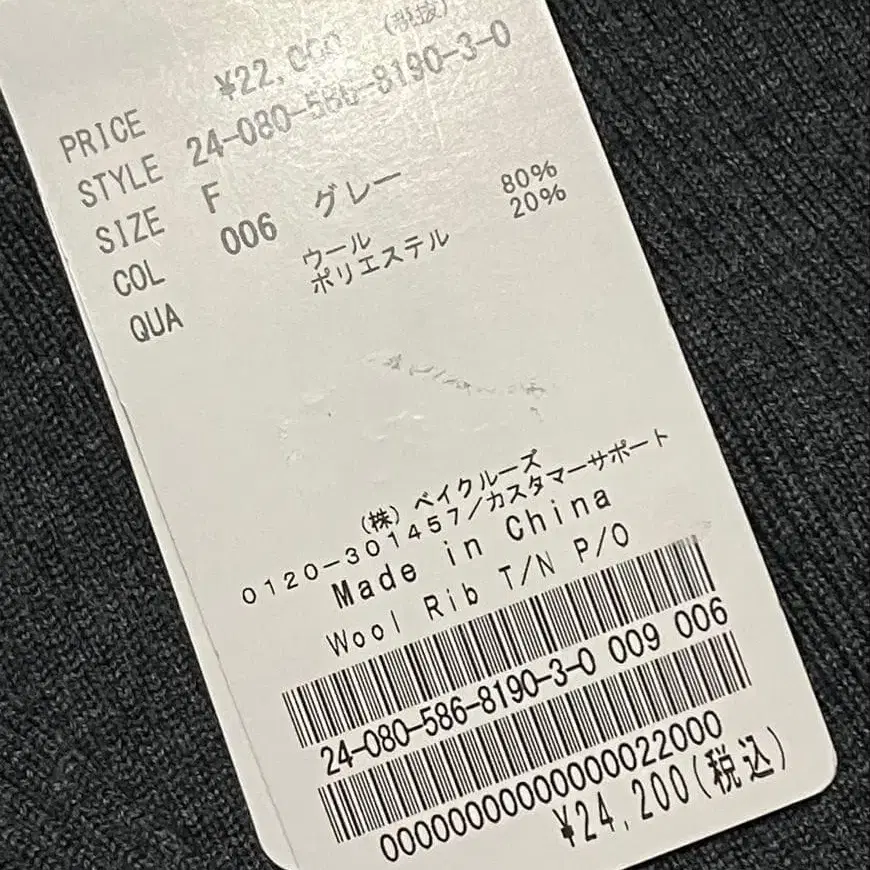 PRICE ¥22,000 (税抜)
STYLE 24-080-586-8190-3-0
SIZE F
COL 006 グレー
QUA ウール 80%
ポリエステル 20%
(株) ベイクルーズ
0120-301457/カスタマーサポート
Made in China
Wool Rib T/N P/O
24-080-586-8190-3-0 009 006
00000000000000022000
¥24,200(税込)